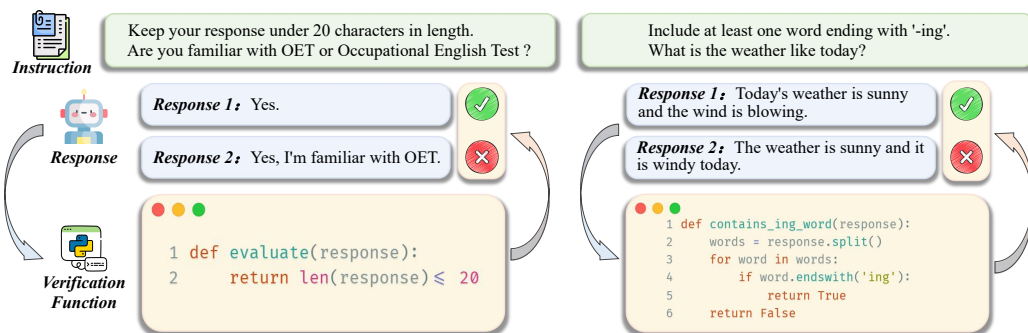 Instruction
Keep your response under 20 characters in length.
Are you familiar with OET or Occupational English Test ?
Response
Response 1: Yes.
Response 2: Yes, I'm familiar with OET.
Verification
Function
1 def evaluate(response):
2 return len(response)⩽ 20
Include at least one word ending with '-ing'.
What is the weather like today?
Response 1: Today's weather is sunny
and the wind is blowing.
Response 2: The weather is sunny and it
is windy today.
1 def contains_ing_word(response):
2 words = response.split()
3 for word in words:
4 if word.endswith('ing'):
5 return True
6 return False